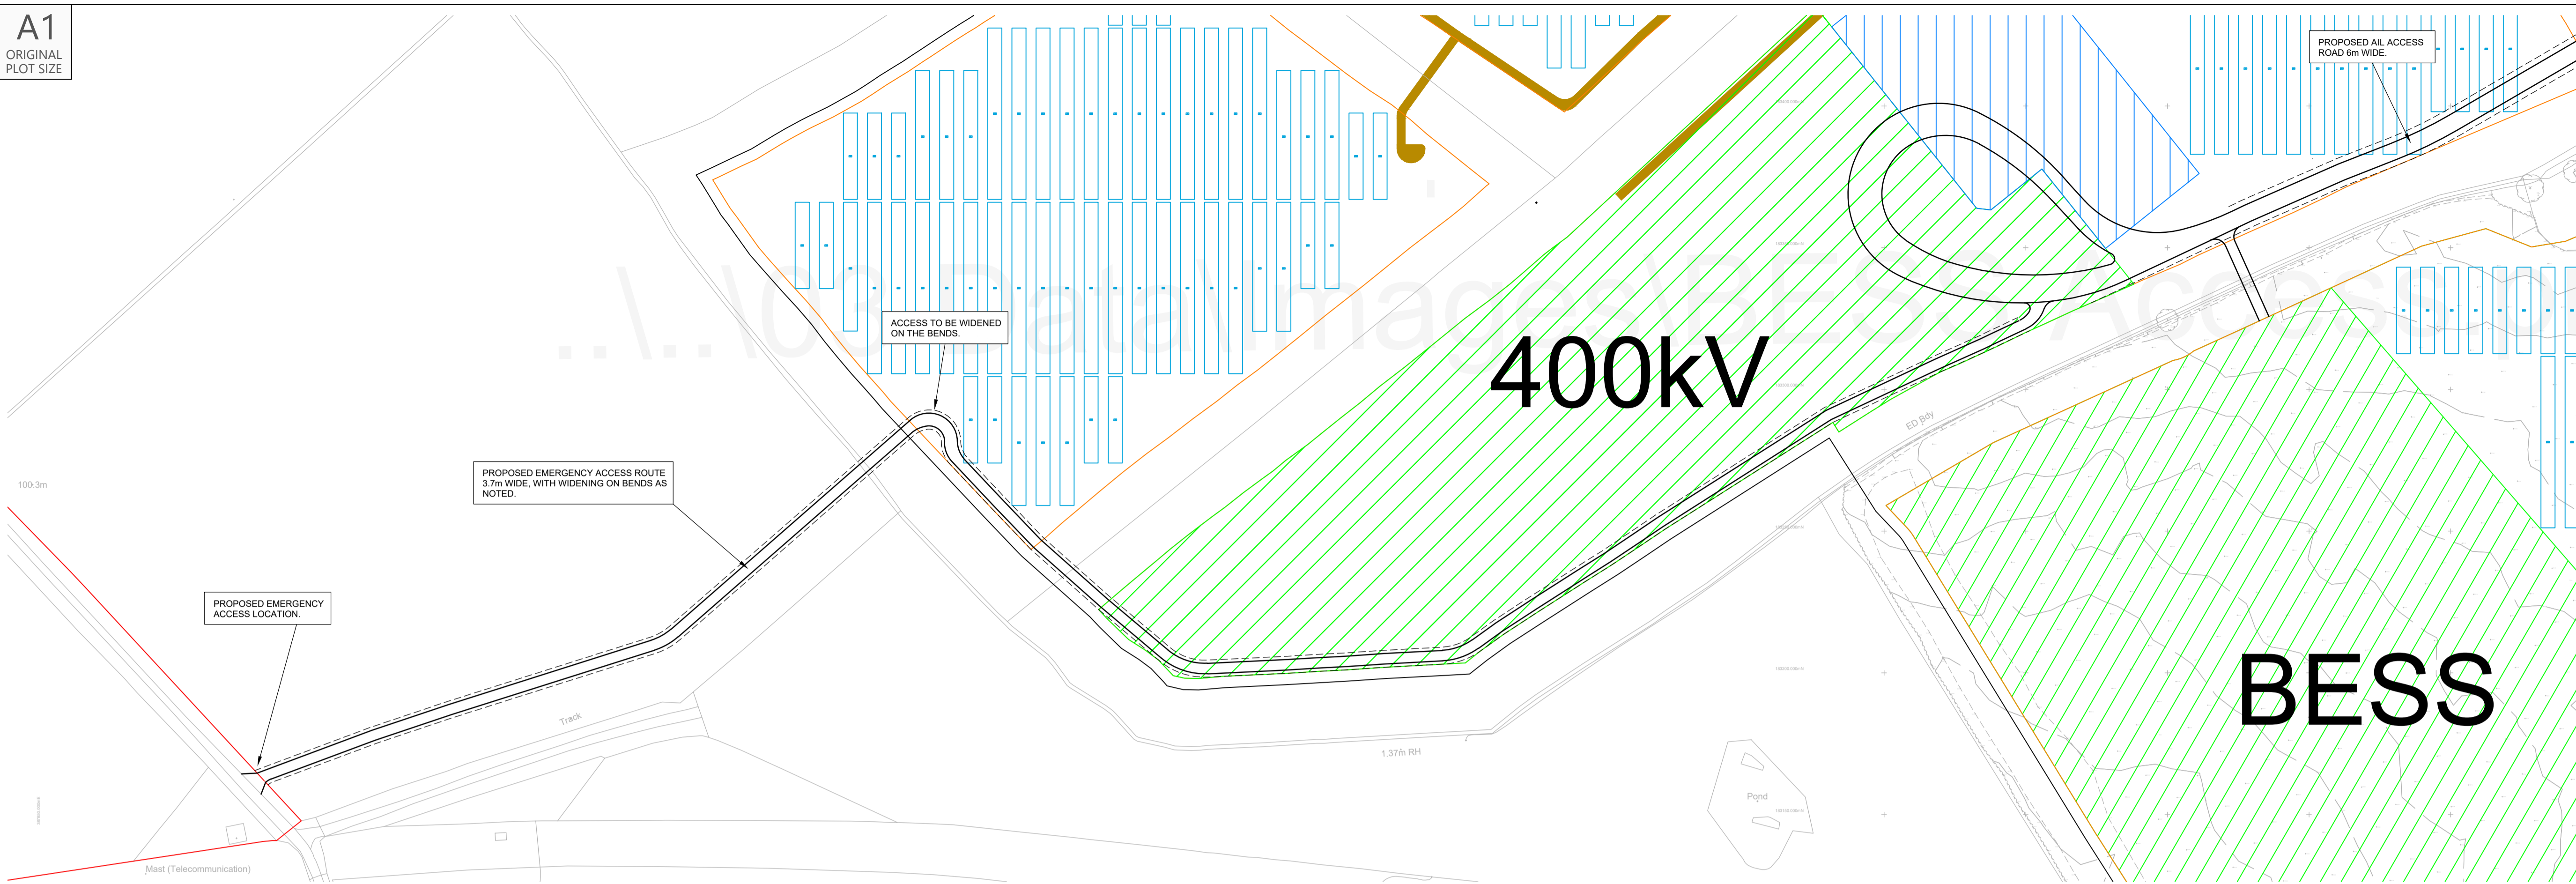 A1
ORIGINAL
PLOT SIZE
PROPOSED AIL ACCESS
ROAD 6m WIDE.
ACCESS TO BE WIDENED
ON THE BENDS.
400kV
ED Bdy
100.3m
PROPOSED EMERGENCY ACCESS ROUTE
3.7m WIDE, WITH WIDENING ON BENDS AS
NOTED.
PROPOSED EMERGENCY
ACCESS LOCATION.
BESS
Track
1.37m RH
Pond
Mast (Telecommunication)